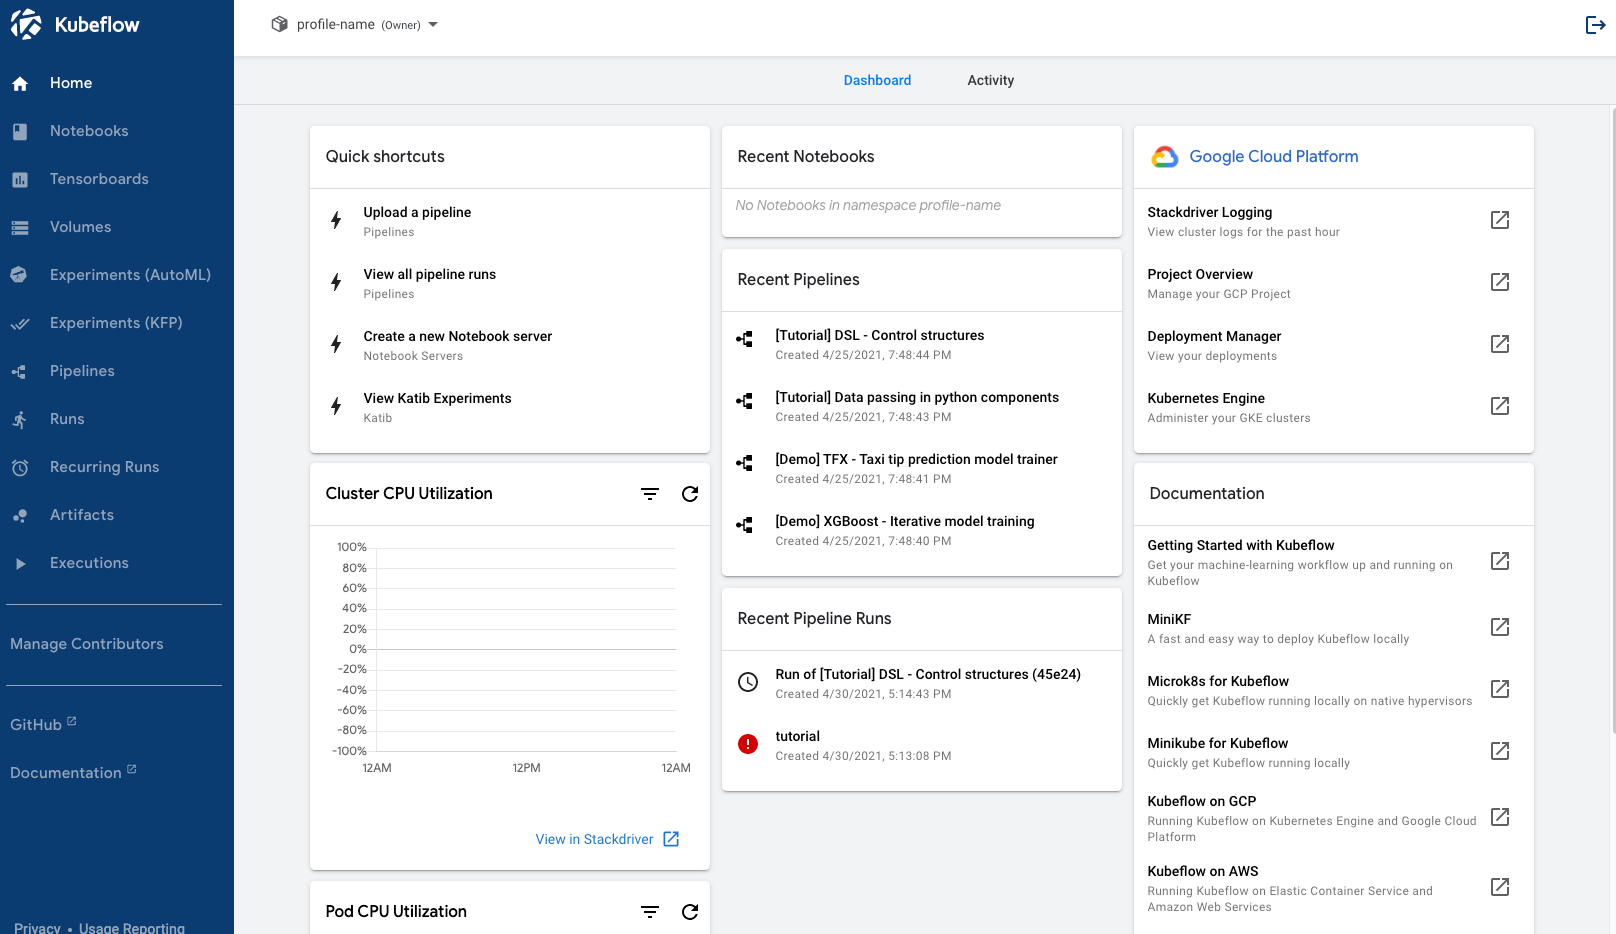 Kubeflow
Home
Notebooks
Tensorboards
Volumes
Experiments (AutoML)
Experiments (KFP)
Pipelines
Runs
Recurring Runs
Artifacts
Executions
Manage Contributors
GitHub
Documentation
Privacy • Usage Reporting
profile-name (Owner)
Dashboard
Activity
Quick shortcuts
Upload a pipeline
Pipelines
View all pipeline runs
Pipelines
Create a new Notebook server
Notebook Servers
View Katib Experiments
Katib
Cluster CPU Utilization
100%
80%
60%
40%
20%
0%
-20%
-40%
-60%
-80%
-100%
12AM 12PM 12AM
View in Stackdriver
Pod CPU Utilization
Recent Notebooks
No Notebooks in namespace profile-name
Recent Pipelines
[Tutorial] DSL - Control structures
Created 4/25/2021, 7:48:44 PM
[Tutorial] Data passing in python components
Created 4/25/2021, 7:48:43 PM
[Demo] TFX - Taxi tip prediction model trainer
Created 4/25/2021, 7:48:41 PM
[Demo] XGBoost - Iterative model training
Created 4/25/2021, 7:48:40 PM
Recent Pipeline Runs
Run of [Tutorial] DSL - Control structures (45e24)
Created 4/30/2021, 5:14:43 PM
tutorial
Created 4/30/2021, 5:13:08 PM
Google Cloud Platform
Stackdriver Logging
View cluster logs for the past hour
Project Overview
Manage your GCP Project
Deployment Manager
View your deployments
Kubernetes Engine
Administer your GKE clusters
Documentation
Getting Started with Kubeflow
Get your machine-learning workflow up and running on
Kubeflow
MiniKF
A fast and easy way to deploy Kubeflow locally
Microk8s for Kubeflow
Quickly get Kubeflow running locally on native hypervisors
Minikube for Kubeflow
Quickly get Kubeflow running locally
Kubeflow on GCP
Running Kubeflow on Kubernetes Engine and Google Cloud
Platform
Kubeflow on AWS
Running Kubeflow on Elastic Container Service and
Amazon Web Services